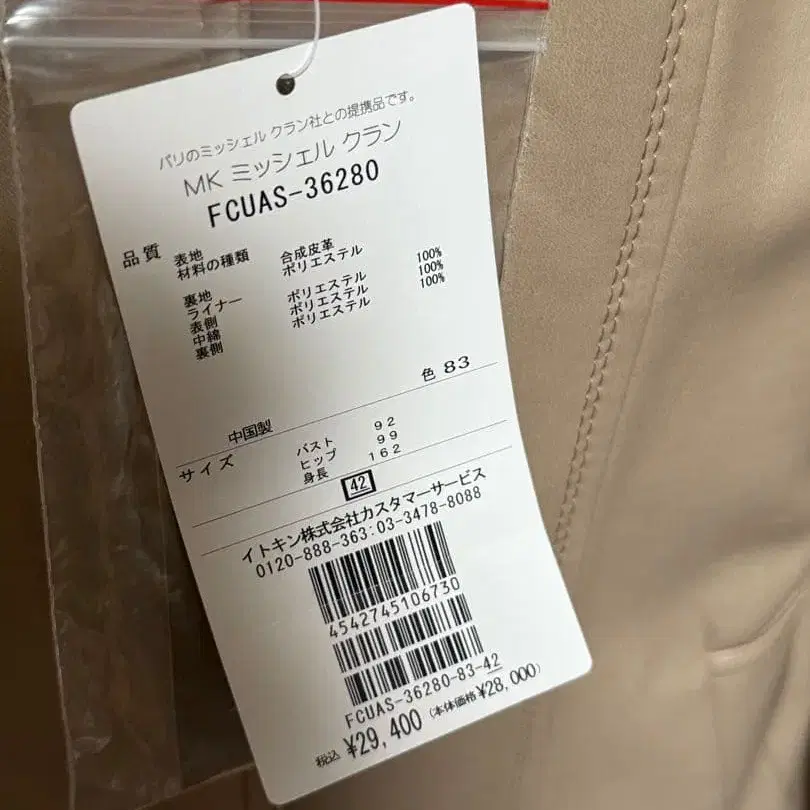 パリのミッシェル クラン社との提携品です。
MK ミッシェル クラン
FCUAS-36280
品質 表地 合成皮革
材料の種類 ポリエステル
裏地 ポリエステル 100%
ライナー
表側 ポリエステル 100%
中綿 ポリエステル 100%
裏側
色 83
中国製
サイズ バスト 92
ヒップ 99
身長 162
42
イトキン株式会社カスタマーサービス
0120-888-363:03-3478-8088
4542745106730
FCUAS-36280-83-42
税込 ¥29,400 (本体価格¥28,000)